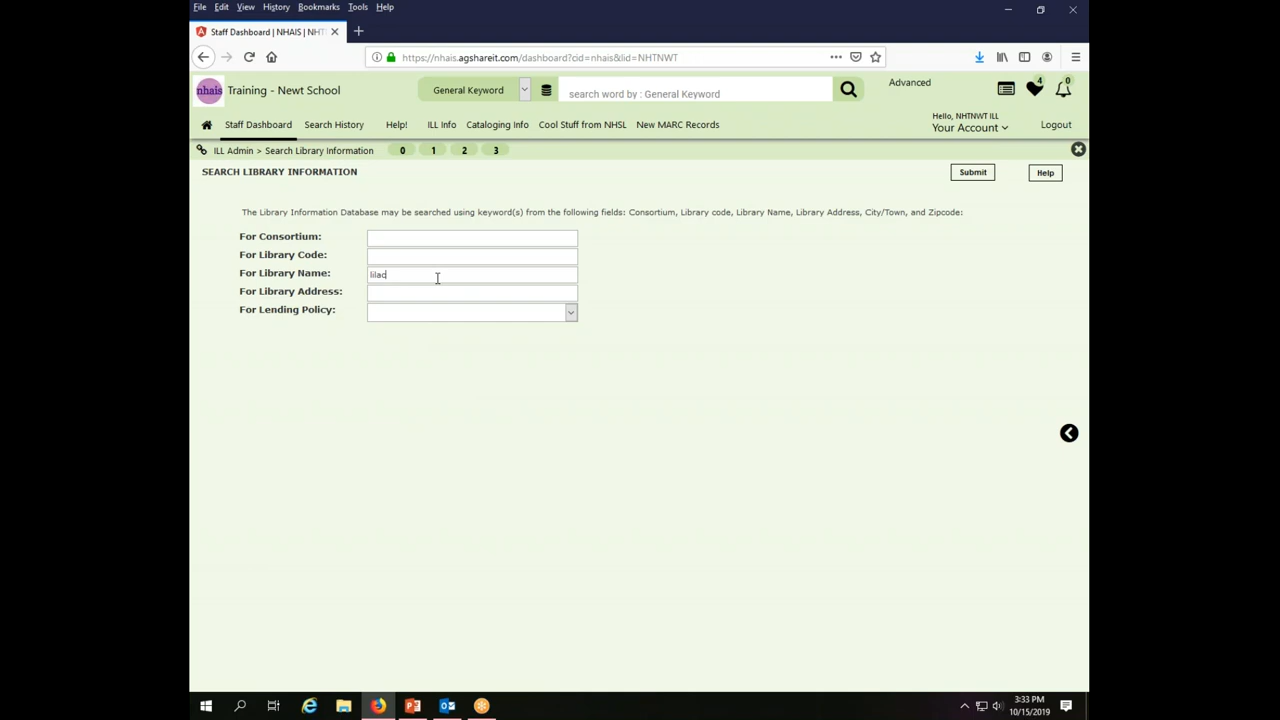 File Edit View History Bookmarks Tools Help
Staff Dashboard | NHAIS | NHT
https://nhais.agshareit.com/dashboard?cid=nhais&lid=NHTNWT
nhais Training - Newt School General Keyword search word by : General Keyword Advanced 4 0
Hello, NHTNWT ILL
Staff Dashboard Search History Help! ILL Info Cataloging Info Cool Stuff from NHSL New MARC Records Your Account Logout
ILL Admin > Search Library Information 0 1 2 3
SEARCH LIBRARY INFORMATION Submit Help
The Library Information Database may be searched using keyword(s) from the following fields: Consortium, Library code, Library Name, Library Address, City/Town, and Zipcode:
For Consortium:
For Library Code:
For Library Name: lilac
For Library Address:
For Lending Policy:
3:33 PM
10/15/2019